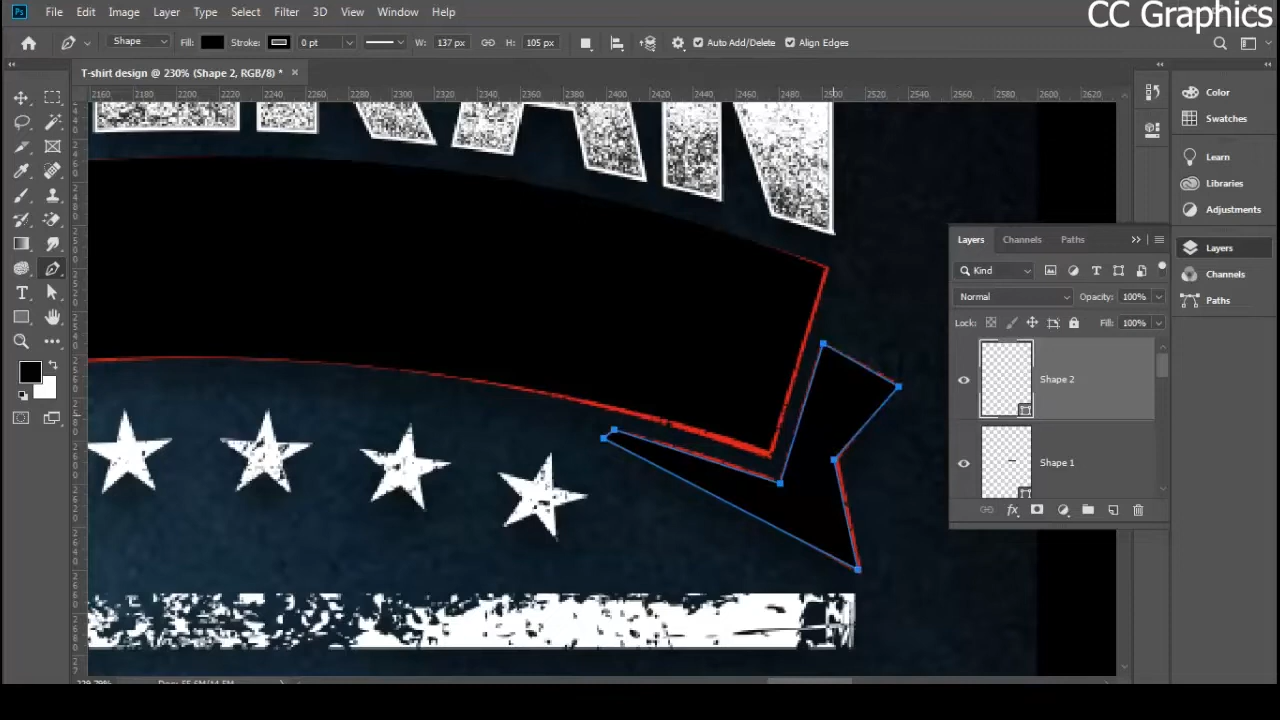 CC Graphics
Ps File Edit Image Layer Type Select Filter 3D View Window Help
Shape Fill: Stroke: 0 pt W: 137 px H: 105 px Auto Add/Delete Align Edges
T-shirt design @ 230% (Shape 2, RGB/8) * ×
2160 2180 2200 2220 2240 2260 2280 2300 2320 2340 2360 2380 2400 2420 2440 2460 2480 2500 2520 2540 2560 2580 2600 2620
Color
Swatches
Learn
Libraries
Adjustments
Layers
Channels
Paths
Layers Channels Paths
Kind
Normal Opacity: 100%
Lock: Fill: 100%
Shape 2
Shape 1
fx